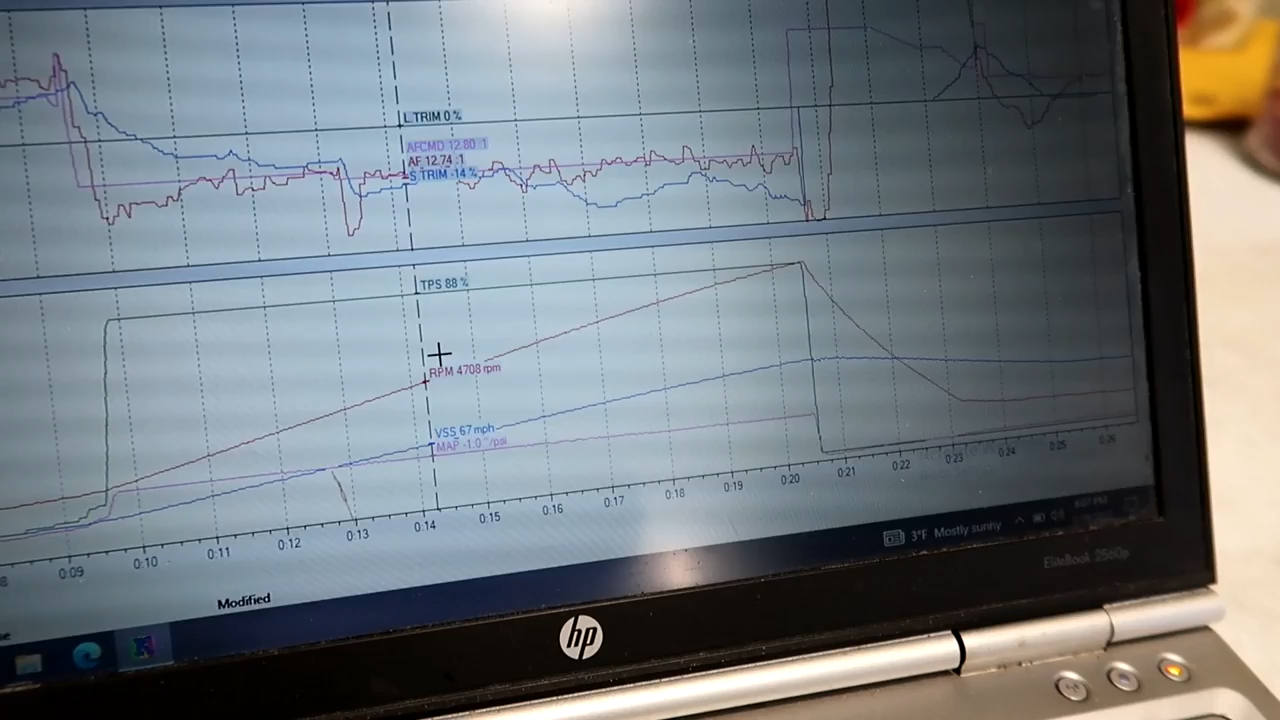 L.TRIM 0 %
AFCMD 12.80 :1
AF 12.74 :1
S.TRIM -14 %
TPS 88 %
RPM 4708 rpm
VSS 67 mph
MAP -1.0 "/psi
0:09 0:10 0:11 0:12 0:13 0:14 0:15 0:16 0:17 0:18 0:19 0:20 0:21 0:22 0:23 0:24 0:25 0:26
3°F Mostly sunny
Modified
EliteBook 2560p
hp